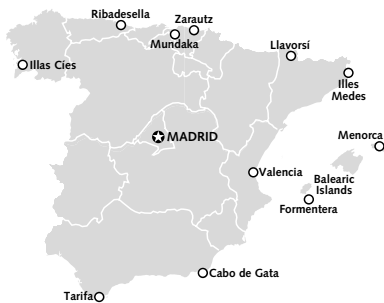 Ribadesella
Zarautz
Mundaka
Llavorsí
Illas Cíes
Illes
Medes
MADRID
Menorca
Valencia
Balearic
Islands
Formentera
Cabo de Gata
Tarifa